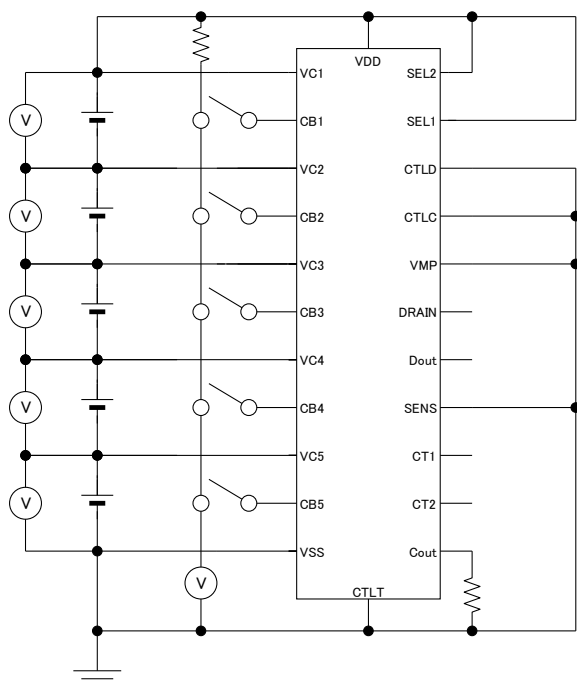 VDD
VC1 SEL2
V CB1 SEL1
VC2 CTLD
V CB2 CTLC
VC3 VMP
V CB3 DRAIN
VC4 Dout
V CB4 SENS
VC5 CT1
V CB5 CT2
VSS Cout
V
CTLT